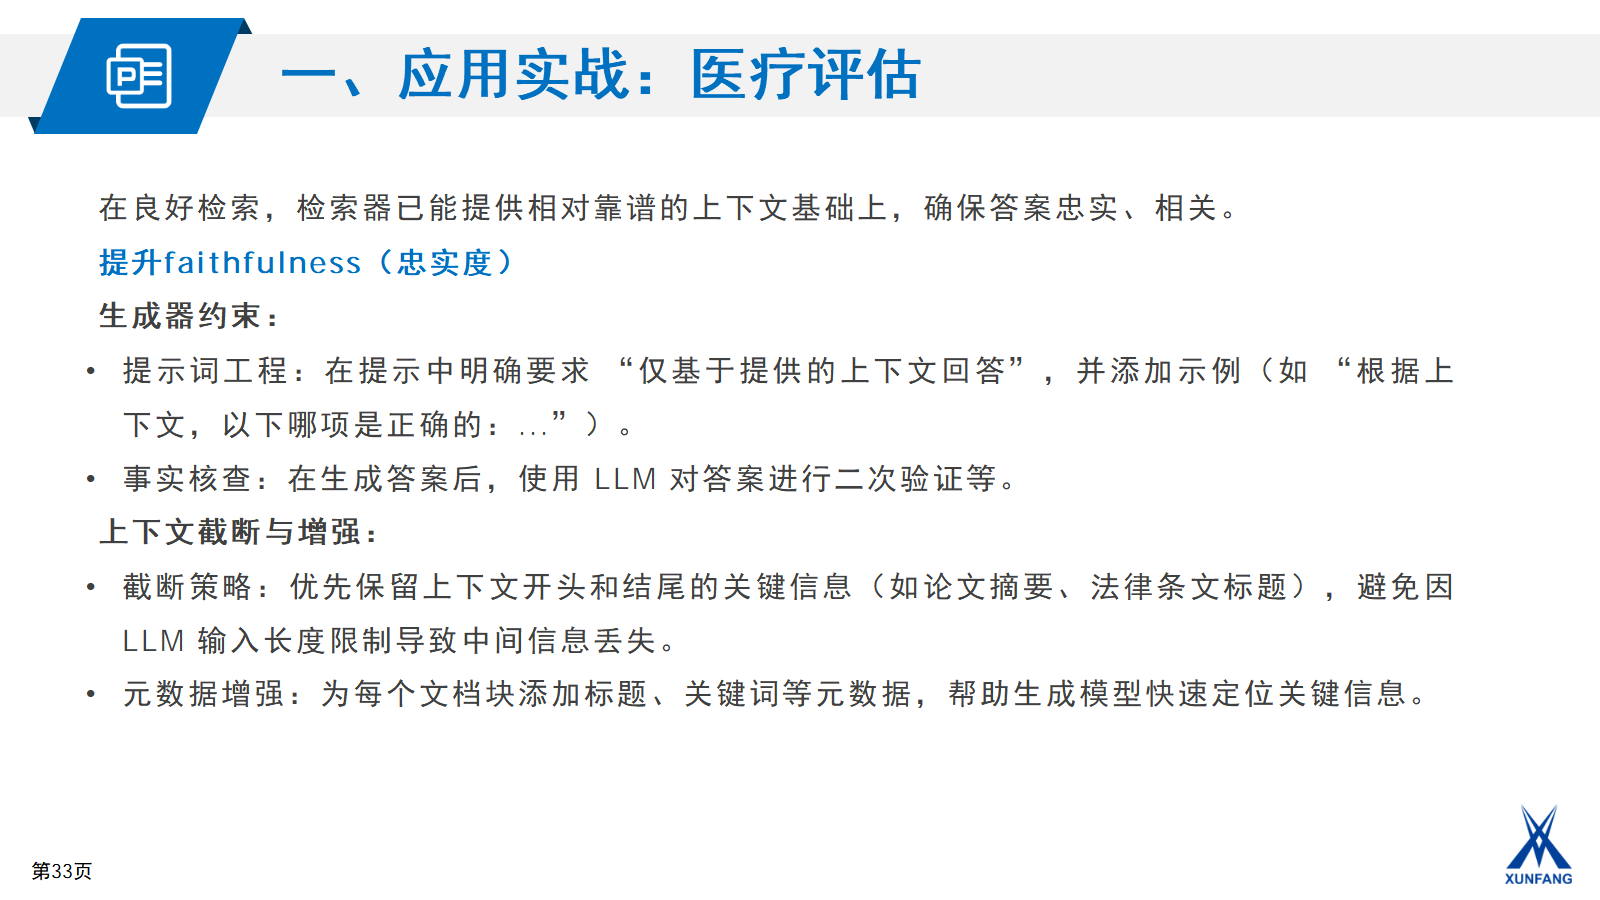 一、应用实战：医疗评估
在良好检索，检索器已能提供相对靠谱的上下文基础上，确保答案忠实、相关。
提升faithfulness（忠实度）
生成器约束：
• 提示词工程：在提示中明确要求 “仅基于提供的上下文回答”，并添加示例（如 “根据上
下文，以下哪项是正确的：...”）。
• 事实核查：在生成答案后，使用 LLM 对答案进行二次验证等。
上下文截断与增强：
• 截断策略：优先保留上下文开头和结尾的关键信息（如论文摘要、法律条文标题），避免因
LLM 输入长度限制导致中间信息丢失。
• 元数据增强：为每个文档块添加标题、关键词等元数据，帮助生成模型快速定位关键信息。
第33页
XUNFANG